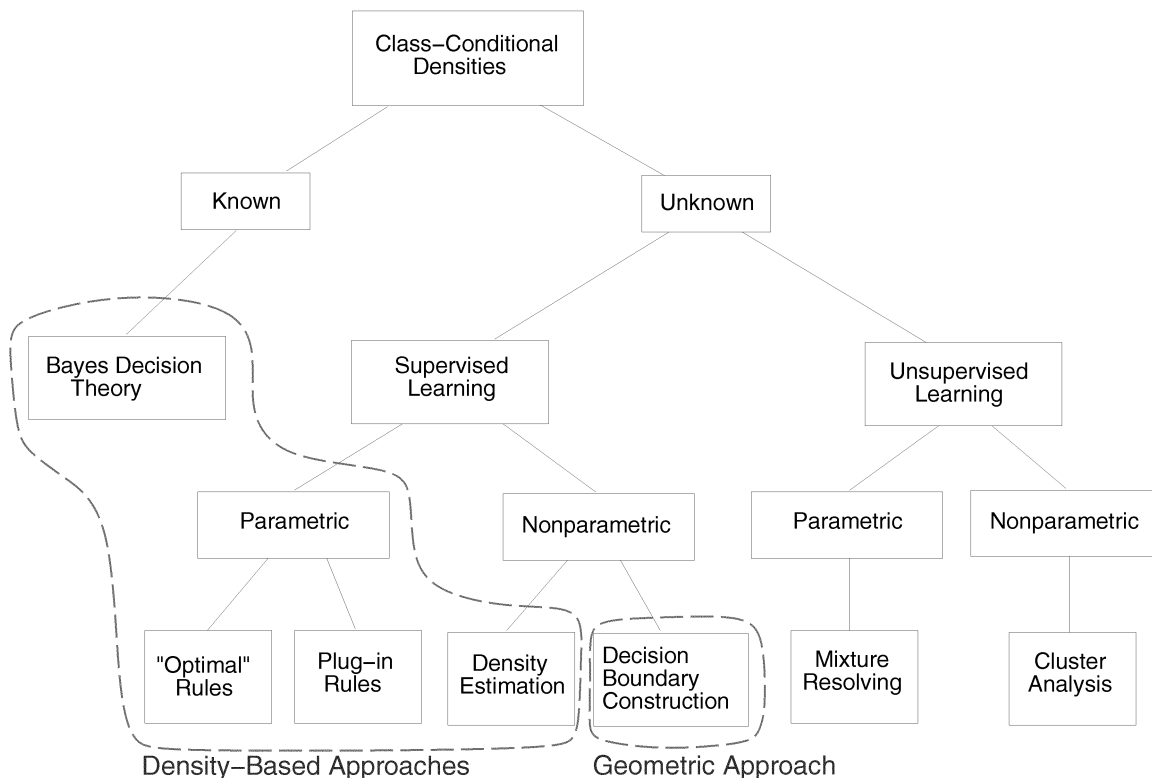 Class–Conditional
Densities
Known
Unknown
Bayes Decision
Theory
Supervised
Learning
Unsupervised
Learning
Parametric
Nonparametric
Parametric
Nonparametric
"Optimal"
Rules
Plug–in
Rules
Density
Estimation
Decision
Boundary
Construction
Mixture
Resolving
Cluster
Analysis
Density–Based Approaches
Geometric Approach